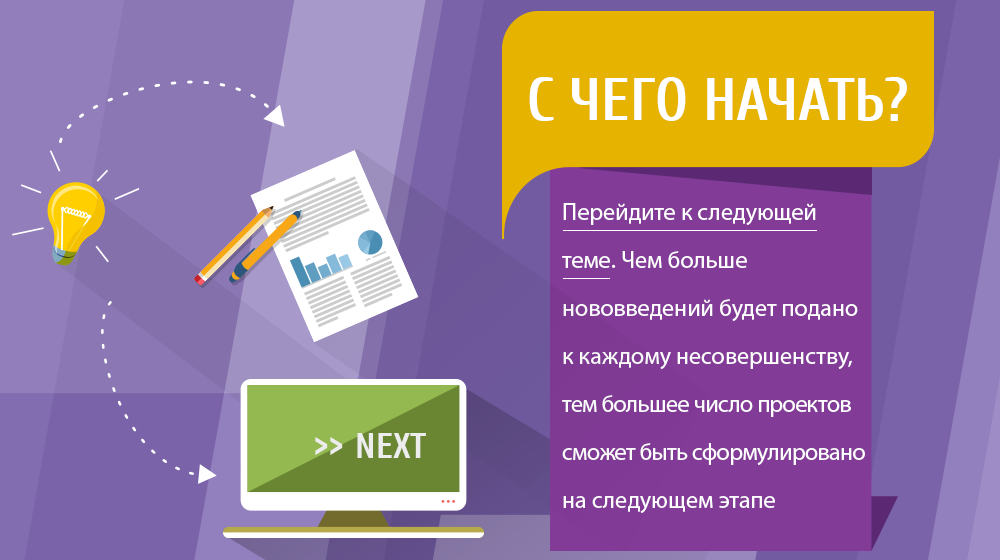 С ЧЕГО НАЧАТЬ?
Перейдите к следующей
теме. Чем больше
нововведений будет подано
к каждому несовершенству,
тем большее число проектов
сможет быть сформулировано
на следующем этапе
>> NEXT